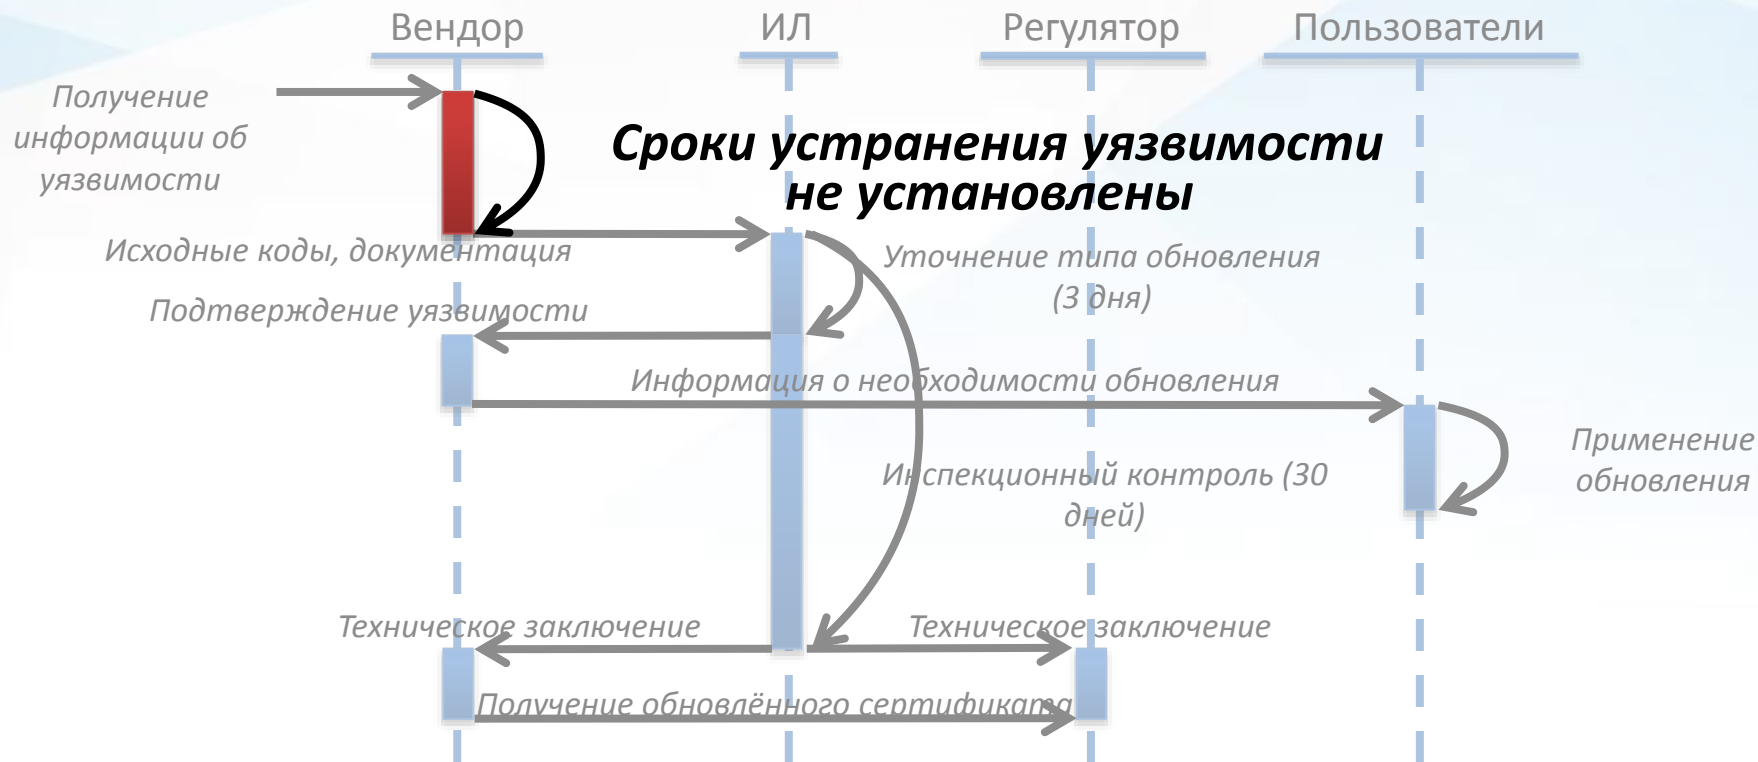 Вендор
ИЛ
Регулятор
Пользователи
Получение
информации об
уязвимости
Сроки устранения уязвимости
не установлены
Исходные коды, документация
Уточнение типа обновления
(3 дня)
Подтверждение уязвимости
Информация о необходимости обновления
Применение
обновления
Инспекционный контроль (30
дней)
Техническое заключение
Техническое заключение
Получение обновлённого сертификата